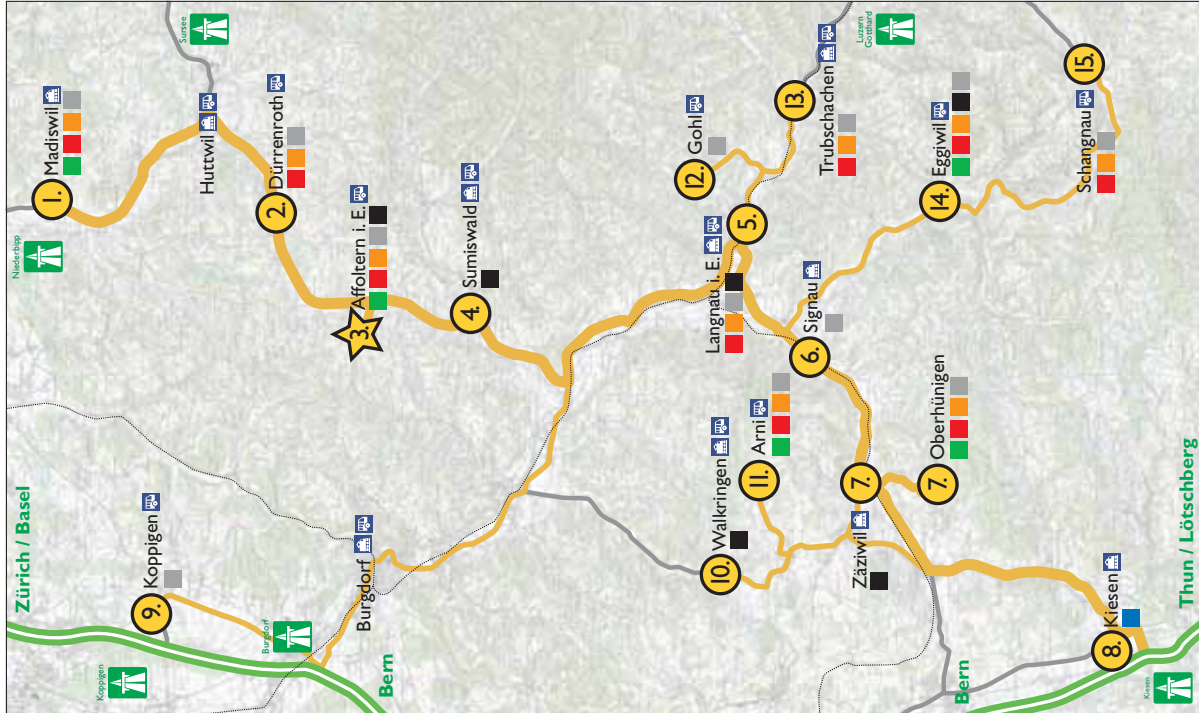 Zürich / Basel
Koppigen
9.
Koppigen
Burgdorf
Burgdorf
Bern
Niederbipp
1.
Madiswil
Sursee
Huttwil
2.
Dürrenroth
3.
Affoltern i. E.
4.
Sumiswald
Luzern
Gotthard
12.
Gohl
13.
Trubschachen
5.
Langnau i. E.
6.
Signau
14.
Eggiwil
15.
Schangnau
10.
Walkringen
11.
Arni
7.
Zäziwil
7.
Oberhünigen
8.
Kiesen
Kiesen
Bern
Thun / Lötschberg